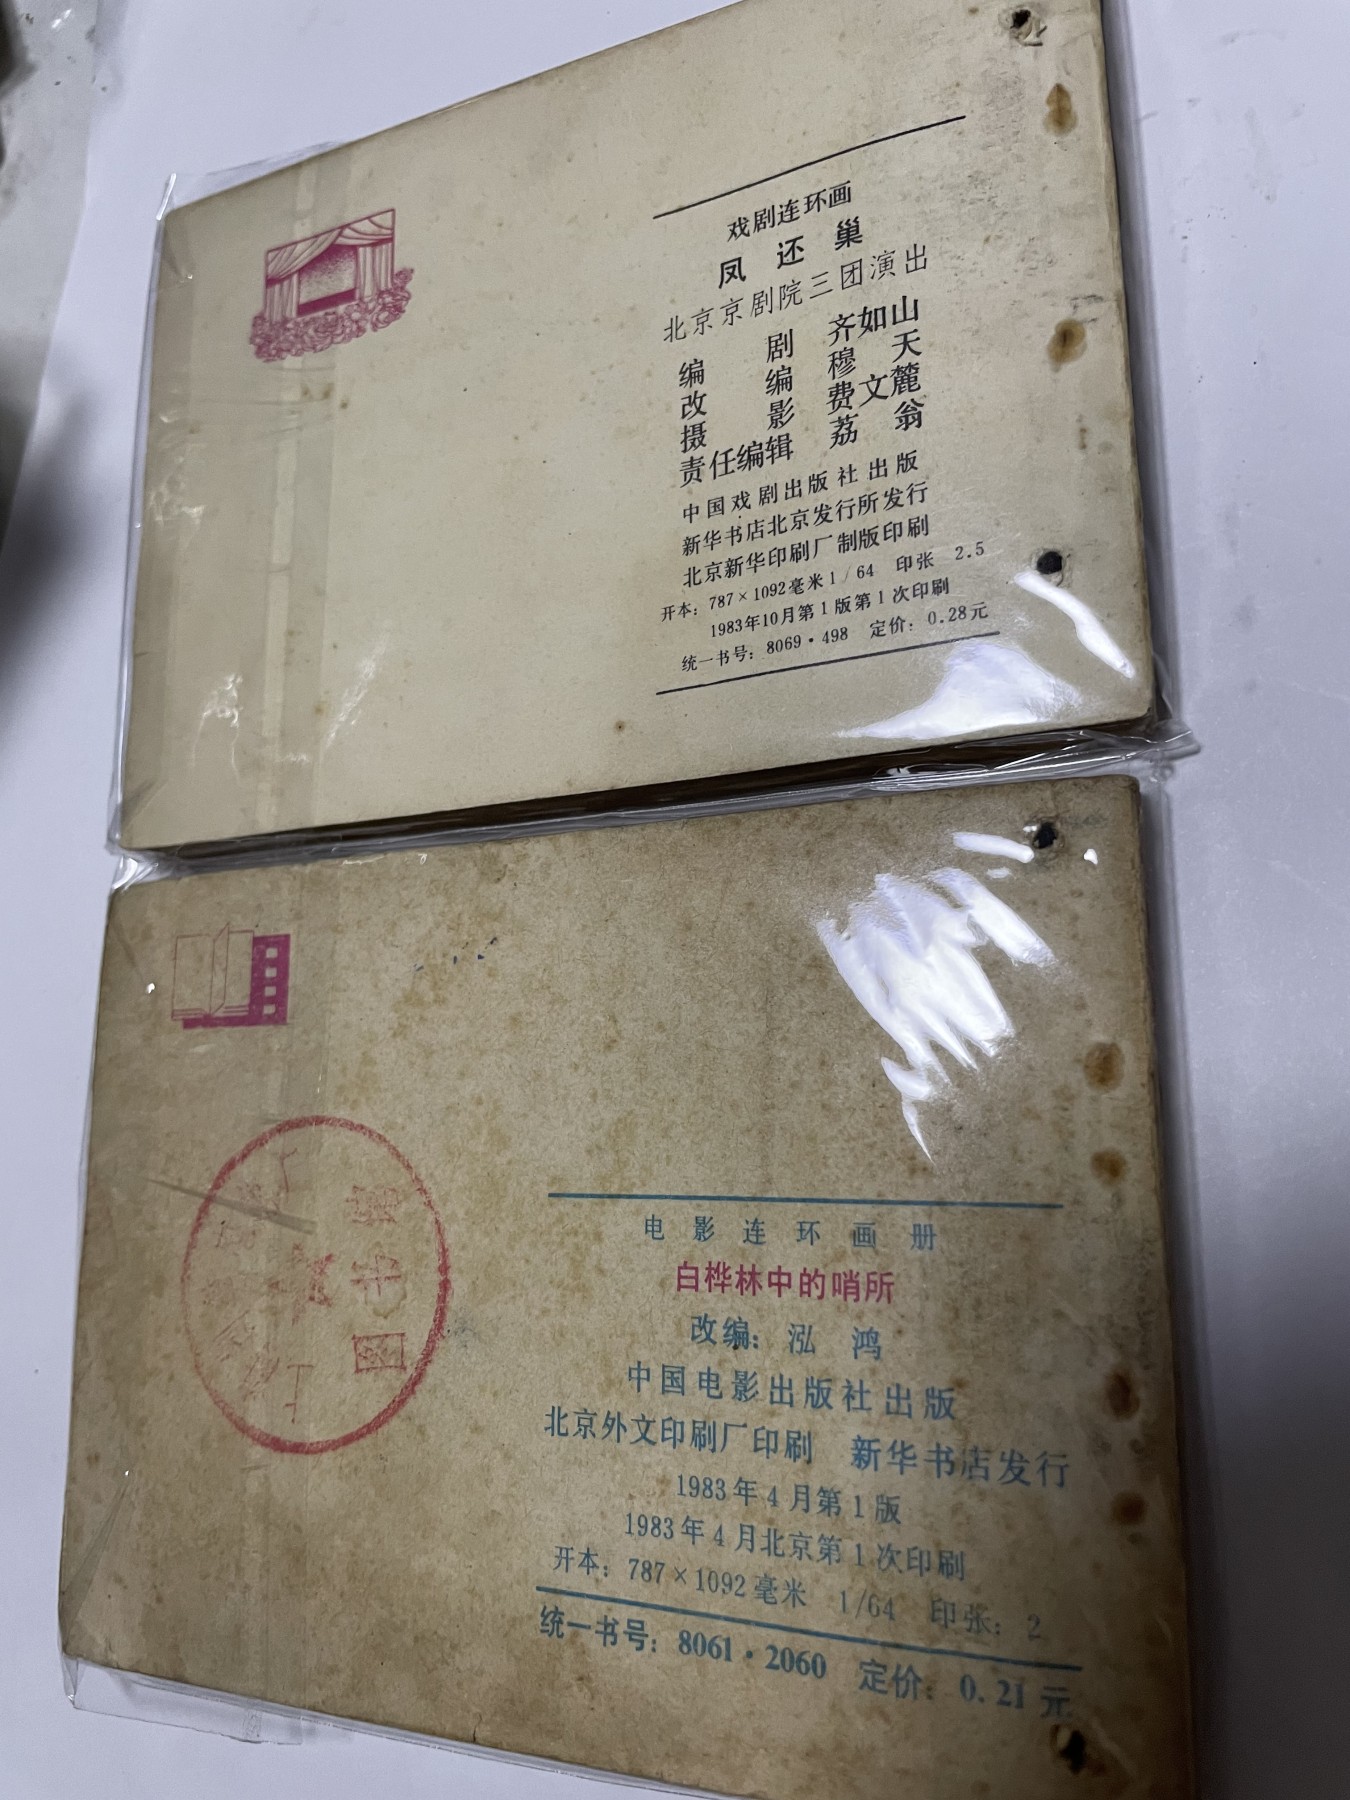 戏剧连环画
凤还巢
北京京剧院三团演出
编剧 齐如山
改编 穆天
摄影 费文麓
责任编辑 荔翁
中国戏剧出版社出版
新华书店北京发行所发行
北京新华印刷厂制版印刷
开本：787×1092毫米1/64 印张 2.5
1983年10月第1版第1次印刷
统一书号：8069·498 定价：0.28元
电影连环画册
白桦林中的哨所
改编：泓鸿
中国电影出版社出版
北京外文印刷厂印刷 新华书店发行
1983年4月第1版
1983年4月北京第1次印刷
开本：787×1092毫米 1/64 印张：2
统一书号：8061·2060 定价：0.21元